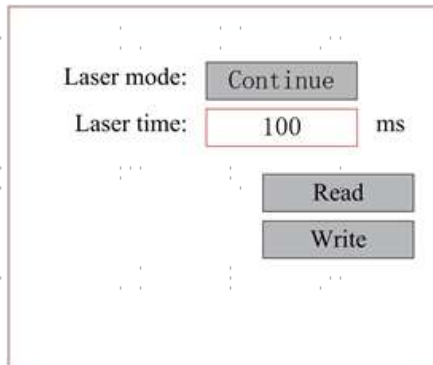 Laser mode: Continue
Laser time: 100 ms
Read
Write